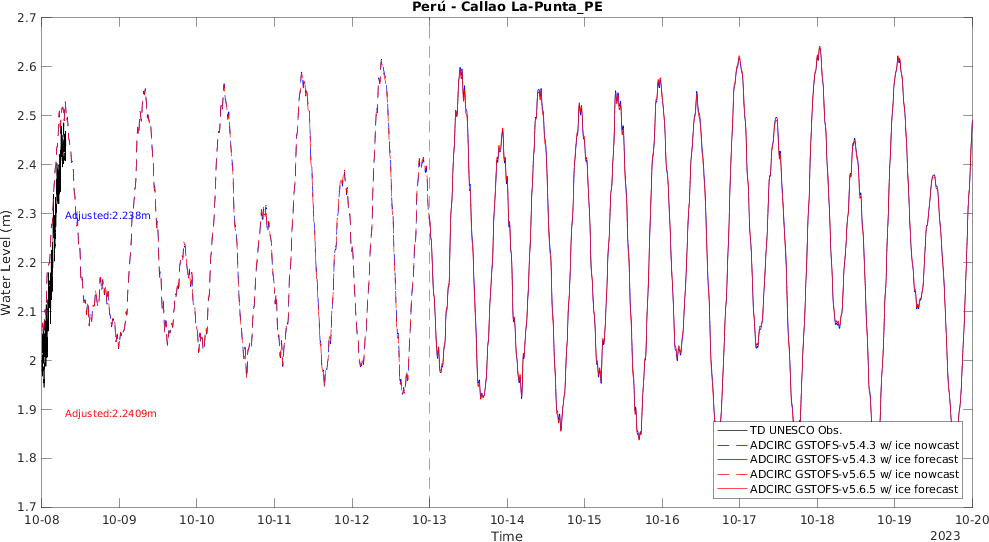 Perú - Callao La-Punta_PE
2.7
2.6
2.5
2.4
2.3
2.2
2.1
2
1.9
1.8
1.7
Water Level (m)
Adjusted:2.238m
Adjusted:2.2409m
TD UNESCO Obs.
ADCIRC GSTOFS-v5.4.3 w/ ice nowcast
ADCIRC GSTOFS-v5.4.3 w/ ice forecast
ADCIRC GSTOFS-v5.6.5 w/ ice nowcast
ADCIRC GSTOFS-v5.6.5 w/ ice forecast
10-08 10-09 10-10 10-11 10-12 10-13 10-14 10-15 10-16 10-17 10-18 10-19 10-20
Time
2023